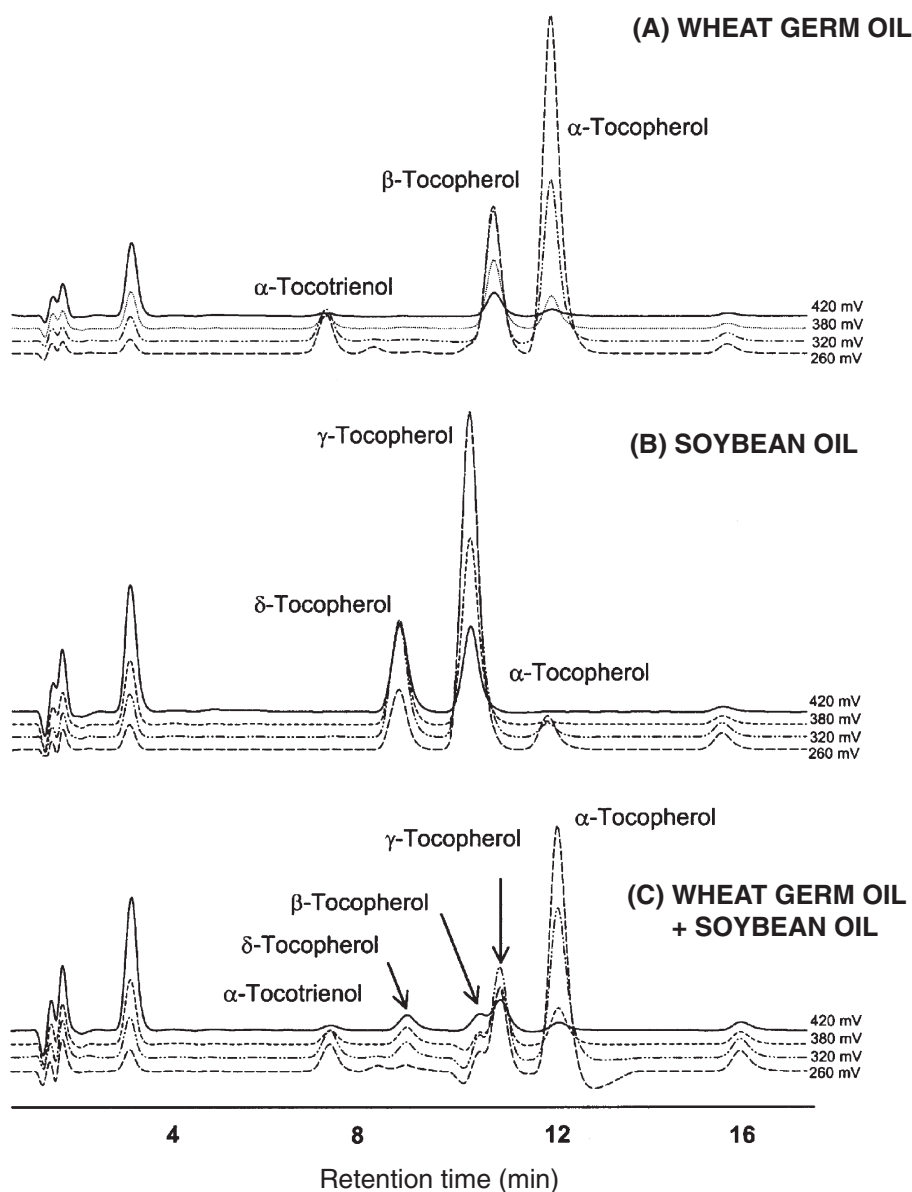 (A) WHEAT GERM OIL
α-Tocopherol
β-Tocopherol
α-Tocotrienol
420 mV
380 mV
320 mV
260 mV
γ-Tocopherol
(B) SOYBEAN OIL
δ-Tocopherol
α-Tocopherol
420 mV
380 mV
320 mV
260 mV
α-Tocopherol
γ-Tocopherol
(C) WHEAT GERM OIL
+ SOYBEAN OIL
β-Tocopherol
δ-Tocopherol
α-Tocotrienol
420 mV
380 mV
320 mV
260 mV
4 8 12 16
Retention time (min)